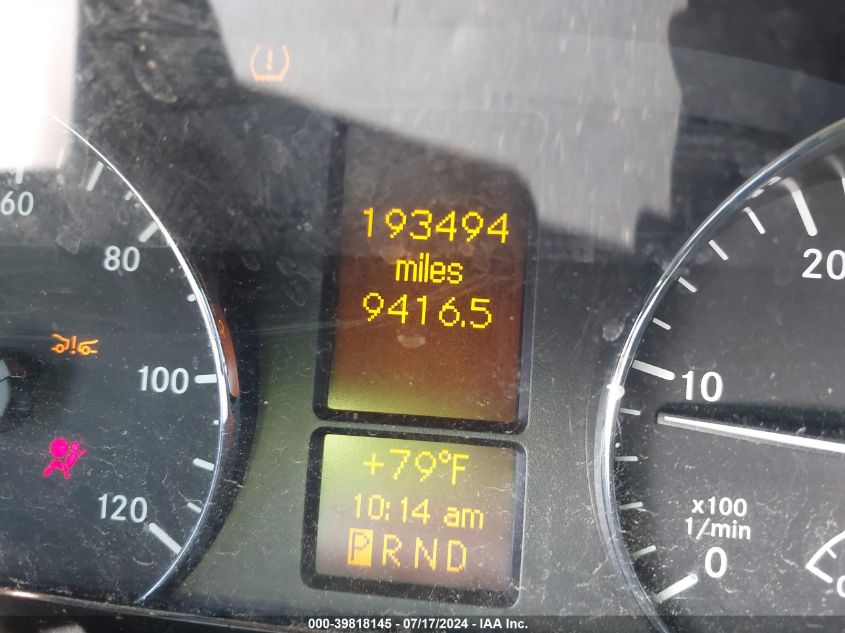 60
80
100
120
193494
miles
9416.5
+79°F
10:14 am
P R N D
20
10
x100
1/min
0
000-39818145 - 07/17/2024 - IAA Inc.